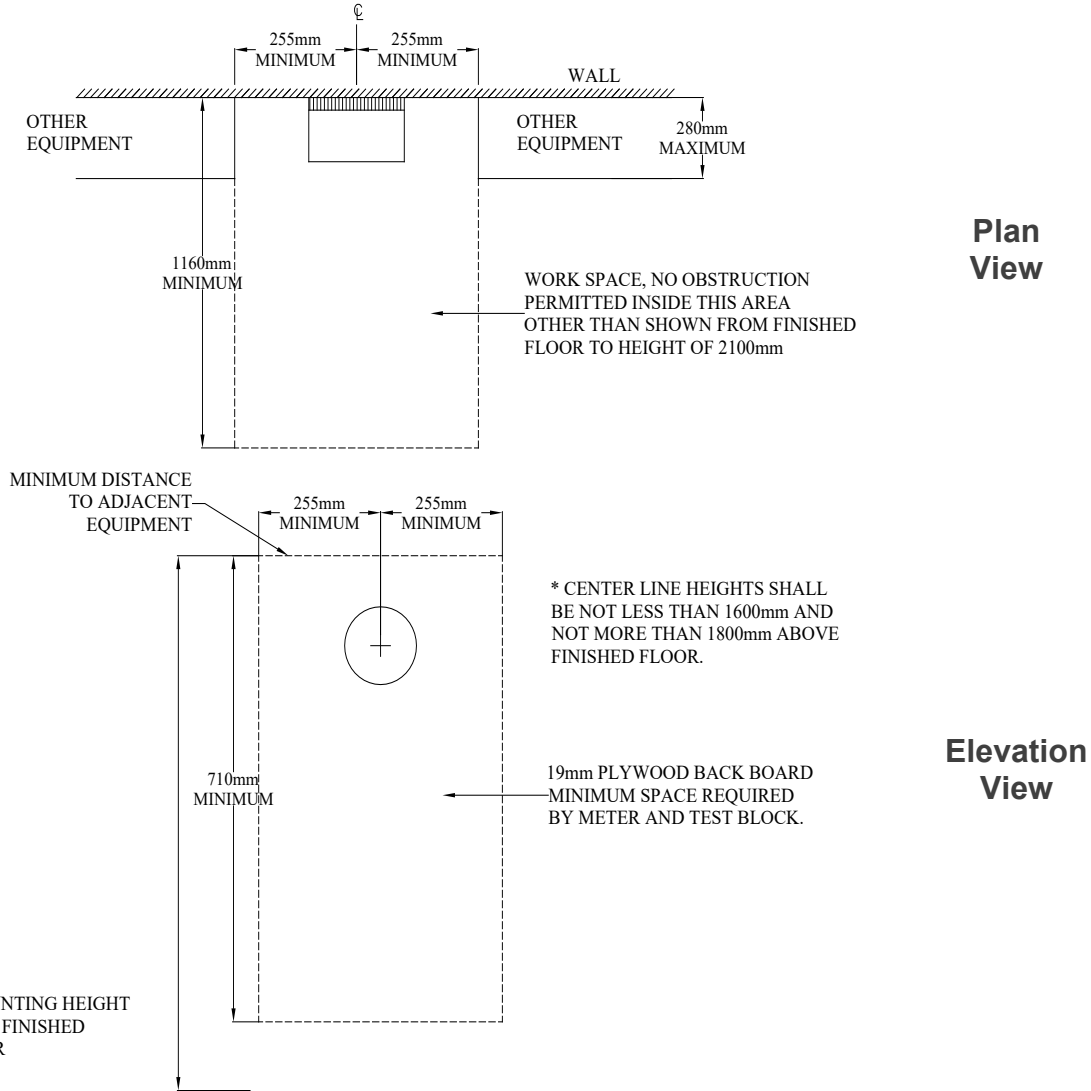 ℄
255mm
MINIMUM
255mm
MINIMUM
WALL
OTHER
EQUIPMENT
OTHER
EQUIPMENT
280mm
MAXIMUM
Plan
View
1160mm
MINIMUM
WORK SPACE, NO OBSTRUCTION
PERMITTED INSIDE THIS AREA
OTHER THAN SHOWN FROM FINISHED
FLOOR TO HEIGHT OF 2100mm
MINIMUM DISTANCE
TO ADJACENT
EQUIPMENT
255mm
MINIMUM
255mm
MINIMUM
* CENTER LINE HEIGHTS SHALL
BE NOT LESS THAN 1600mm AND
NOT MORE THAN 1800mm ABOVE
FINISHED FLOOR.
Elevation
View
710mm
MINIMUM
19mm PLYWOOD BACK BOARD
MINIMUM SPACE REQUIRED
BY METER AND TEST BLOCK.
NTING HEIGHT
FINISHED
R